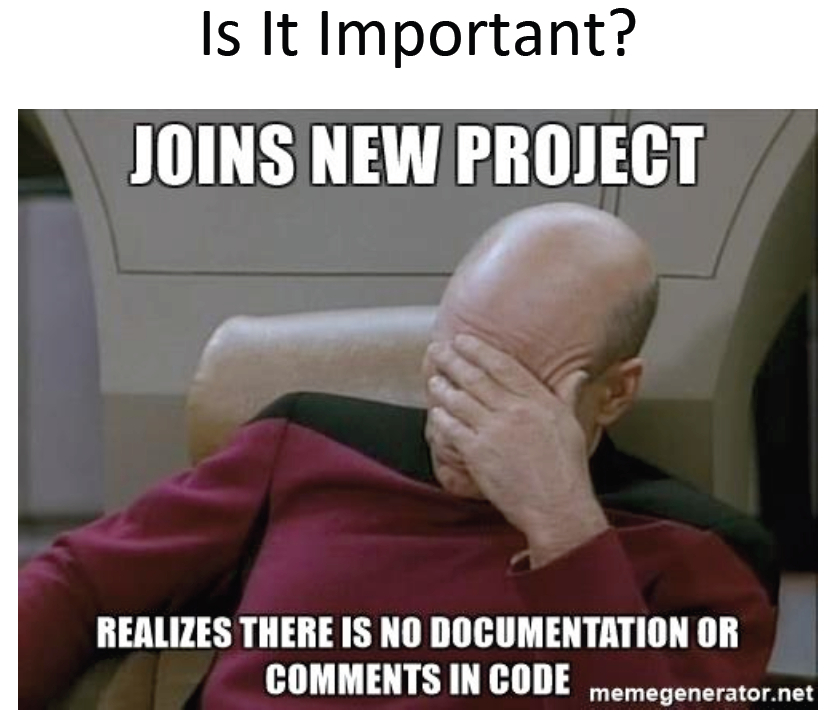 Is It Important?
JOINS NEW PROJECT
REALIZES THERE IS NO DOCUMENTATION OR
COMMENTS IN CODE
memegenerator.net